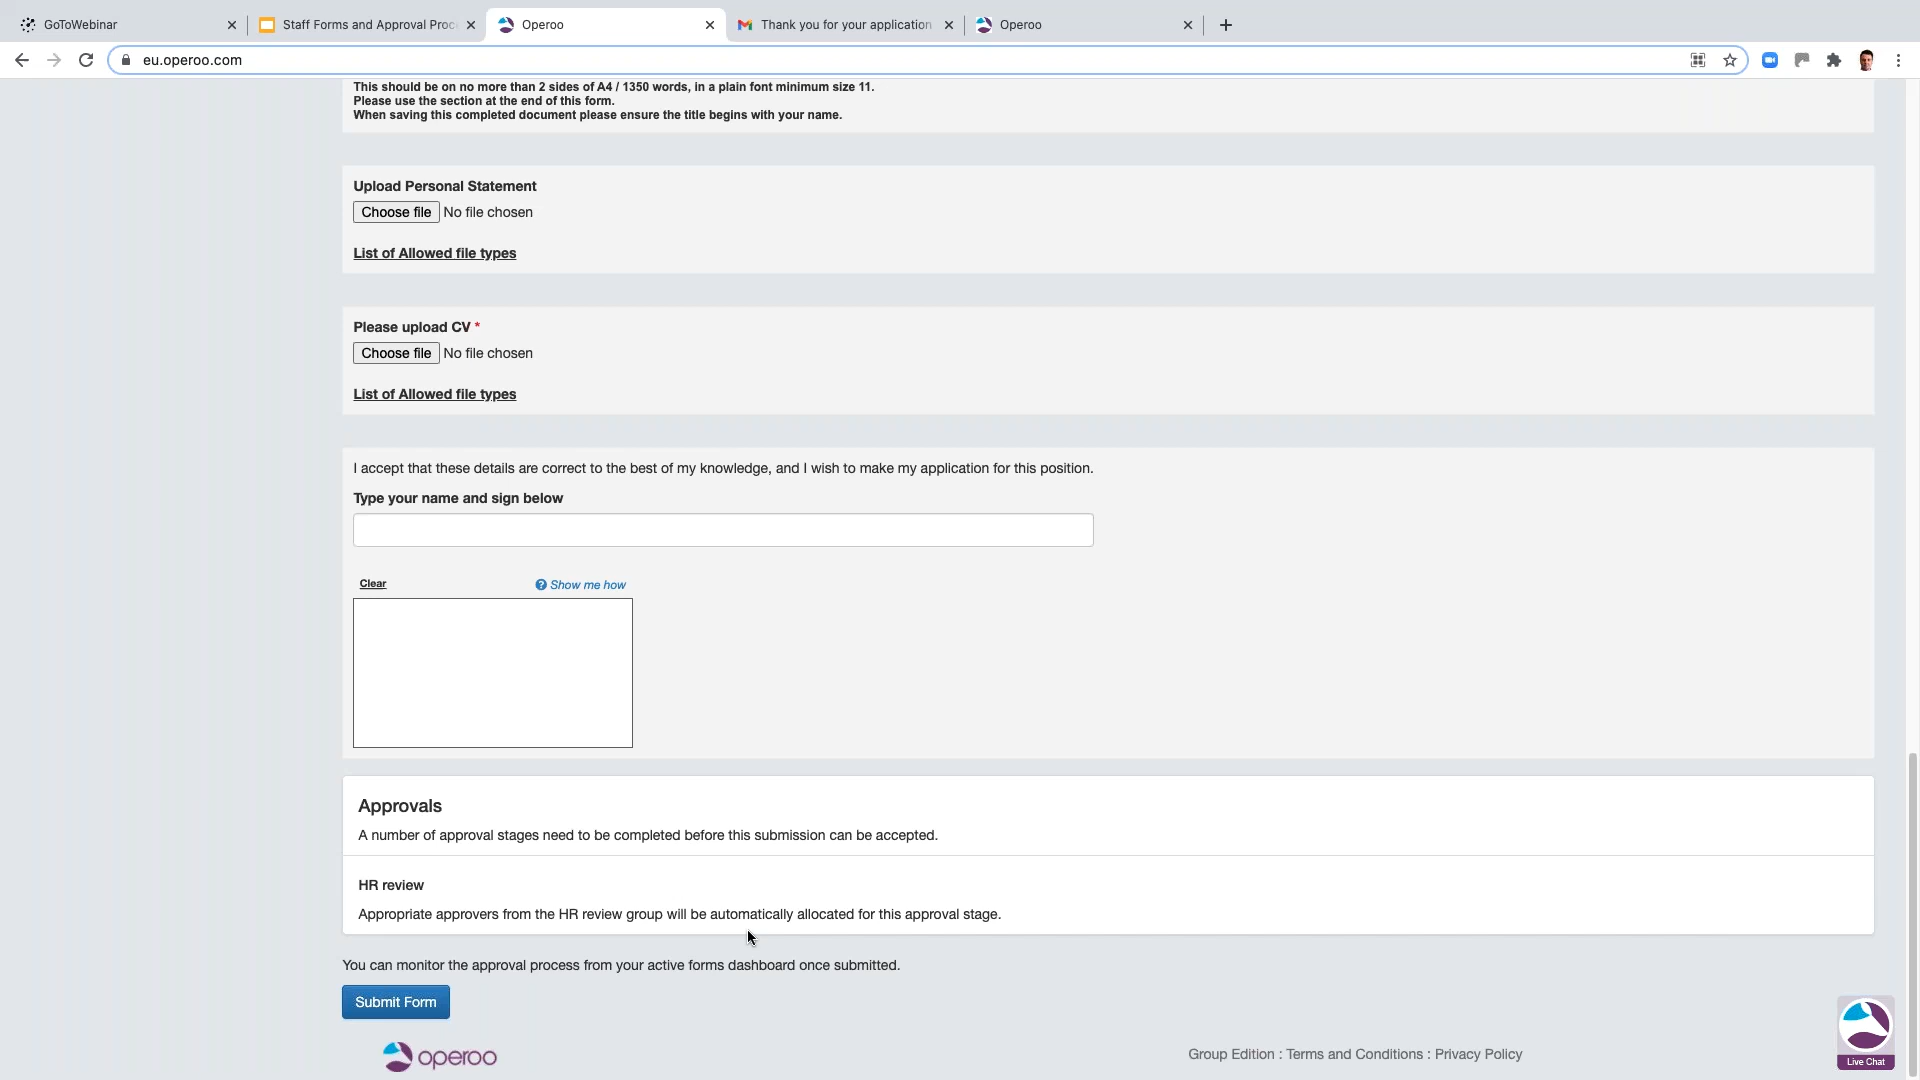 GoToWebinar
Staff Forms and Approval Proc
Operoo
Thank you for your application
Operoo
eu.operoo.com
This should be on no more than 2 sides of A4 / 1350 words, in a plain font minimum size 11.
Please use the section at the end of this form.
When saving this completed document please ensure the title begins with your name.
Upload Personal Statement
Choose file No file chosen
List of Allowed file types
Please upload CV *
Choose file No file chosen
List of Allowed file types
I accept that these details are correct to the best of my knowledge, and I wish to make my application for this position.
Type your name and sign below
Clear
? Show me how
Approvals
A number of approval stages need to be completed before this submission can be accepted.
HR review
Appropriate approvers from the HR review group will be automatically allocated for this approval stage.
You can monitor the approval process from your active forms dashboard once submitted.
Submit Form
operoo
Group Edition : Terms and Conditions : Privacy Policy
Live Chat